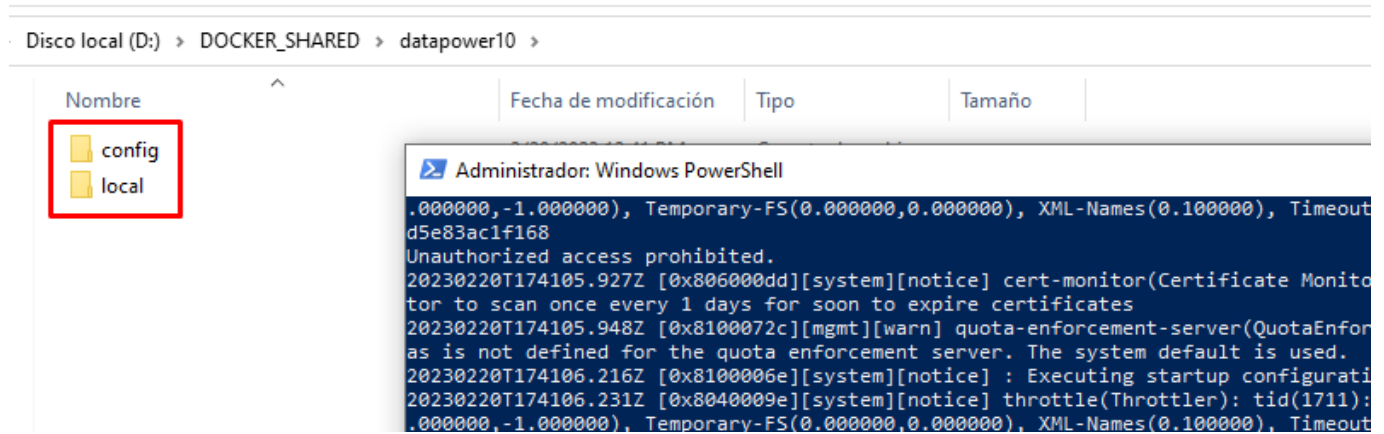 Disco local (D:) > DOCKER_SHARED > datapower10 >
Nombre Fecha de modificación Tipo Tamaño
config
local
Administrador: Windows PowerShell
.000000,-1.000000), Temporary-FS(0.000000,0.000000), XML-Names(0.100000), Timeout
d5e83ac1f168
Unauthorized access prohibited.
20230220T174105.927Z [0x806000dd][system][notice] cert-monitor(Certificate Monito
tor to scan once every 1 days for soon to expire certificates
20230220T174105.948Z [0x8100072c][mgmt][warn] quota-enforcement-server(QuotaEnfor
as is not defined for the quota enforcement server. The system default is used.
20230220T174106.216Z [0x8100006e][system][notice] : Executing startup configurati
20230220T174106.231Z [0x8040009e][system][notice] throttle(Throttler): tid(1711):
.000000,-1.000000), Temporary-FS(0.000000,0.000000), XML-Names(0.100000), Timeout